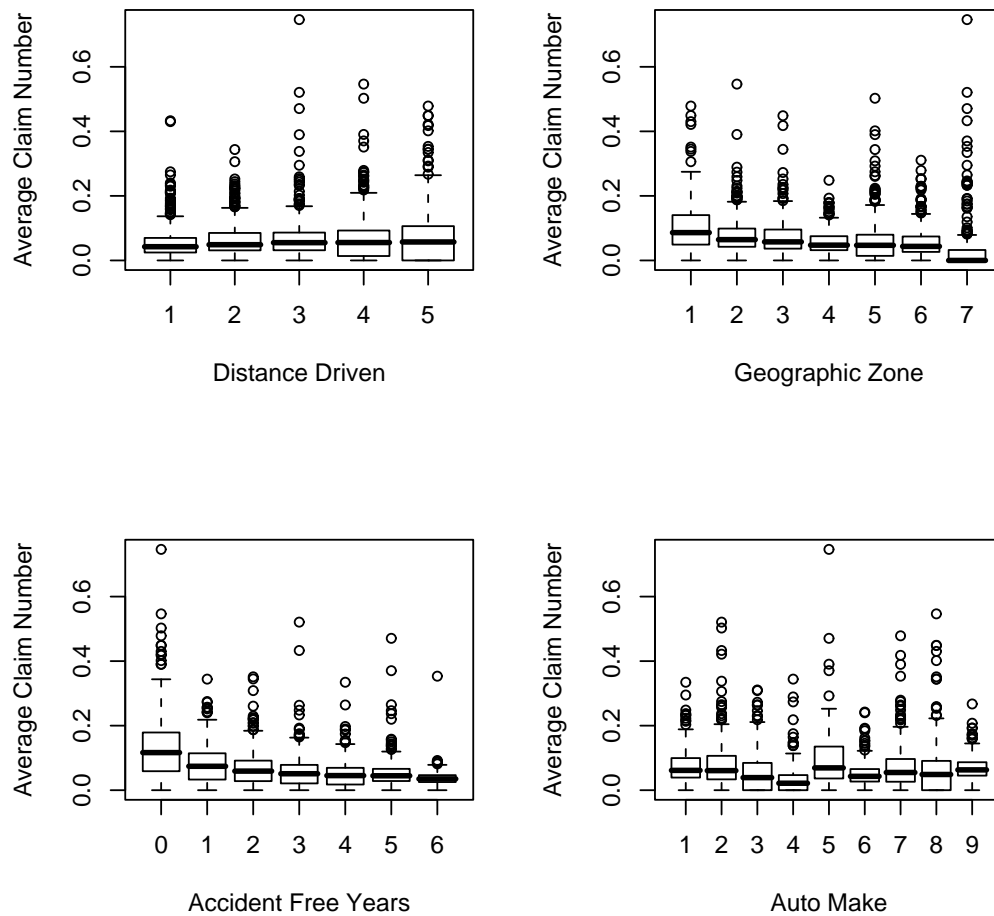 Average Claim Number
0.6
0.4
0.2
0.0
1 2 3 4 5
Distance Driven
Average Claim Number
0.6
0.4
0.2
0.0
1 2 3 4 5 6 7
Geographic Zone
Average Claim Number
0.6
0.4
0.2
0.0
0 1 2 3 4 5 6
Accident Free Years
Average Claim Number
0.6
0.4
0.2
0.0
1 2 3 4 5 6 7 8 9
Auto Make